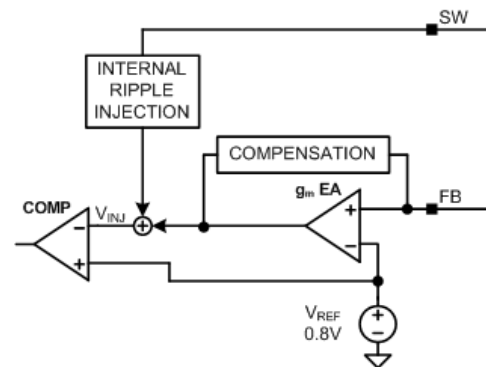 SW
INTERNAL
RIPPLE
INJECTION
COMPENSATION
gm EA
FB
COMP
VINJ
+
+
-
-
+
VREF
0.8V
+
-